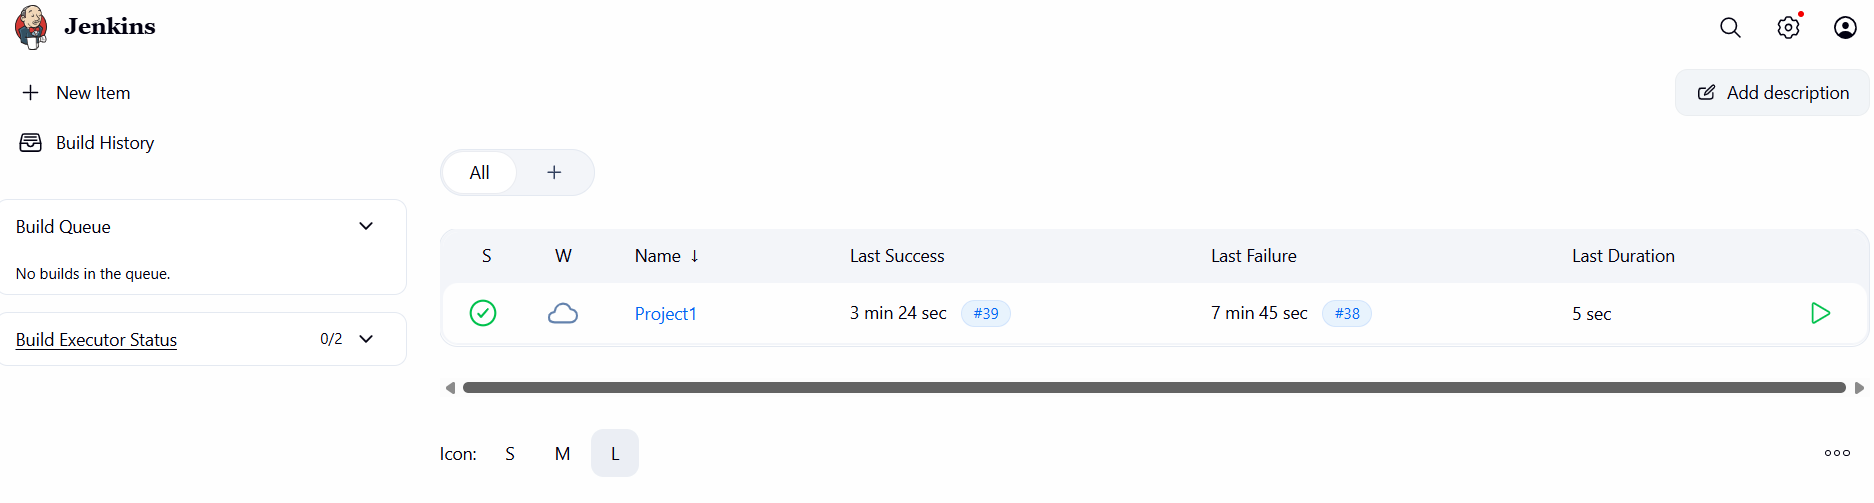 Jenkins
New Item
Add description
Build History
All
Build Queue
No builds in the queue.
Build Executor Status 0/2
S W Name ↓ Last Success Last Failure Last Duration
Project1 3 min 24 sec #39 7 min 45 sec #38 5 sec
Icon: S M L